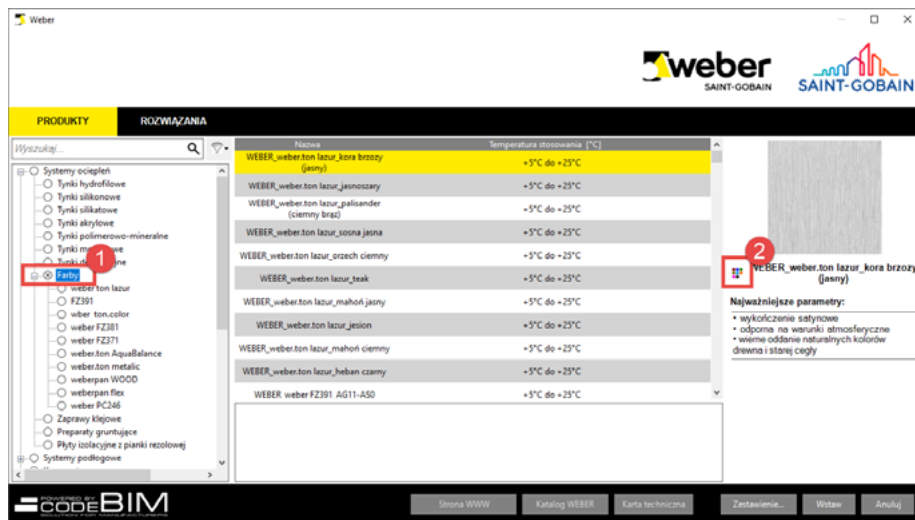 Weber
weber
SAINT-GOBAIN
SAINT-GOBAIN
PRODUKTY
ROZWIĄZANIA
Wyszukaj...
Systemy ociepleń
Tynki hydrofilowe
Tynki silikonowe
Tynki silikatowe
Tynki akrylowe
Tynki polimerowo-mineralne
Tynki
Farby
weber ton lazur
FZ391
wber ton.color
weber FZ381
weber FZ371
weber.ton AquaBalance
weber.ton metalic
weberpan WOOD
weberpan flex
weber PC246
Zaprawy klejowe
Preparaty gruntujące
Płyty izolacyjne z pianki rezolowej
Systemy podłogowe
1
Nazwa Temperatura stosowania [°C]
WEBER_weber.ton lazur_kora brzozy
(jasny) +5°C do +25°C
WEBER_weber.ton lazur_jasnoszary +5°C do +25°C
WEBER_weber.ton lazur_palisander
(ciemny brąz) +5°C do +25°C
WEBER_weber.ton lazur_sosna jasna +5°C do +25°C
WEBER_weber.ton lazur_orzech ciemny +5°C do +25°C
WEBER_weber.ton lazur_teak +5°C do +25°C
WEBER_weber.ton lazur_mahoń jasny +5°C do +25°C
WEBER_weber.ton lazur_jesion +5°C do +25°C
WEBER_weber.ton lazur_mahoń ciemny +5°C do +25°C
WEBER_weber.ton lazur_heban czarny +5°C do +25°C
WEBER weber FZ391 AG11-AS0 +5°C do +25°C
2
WEBER_weber.ton lazur_kora brzozy
(jasny)
Najważniejsze parametry:
• wykończenie satynowe
• odporna na warunki atmosferyczne
• wierne oddanie naturalnych kolorów
drewna i starej cegły
POWERED BY
CODEBIM
SOLUTION FOR MANUFACTURERS
Strona WWW
Katalog WEBER
Karta techniczna
Zestawienie...
Wstaw
Anuluj